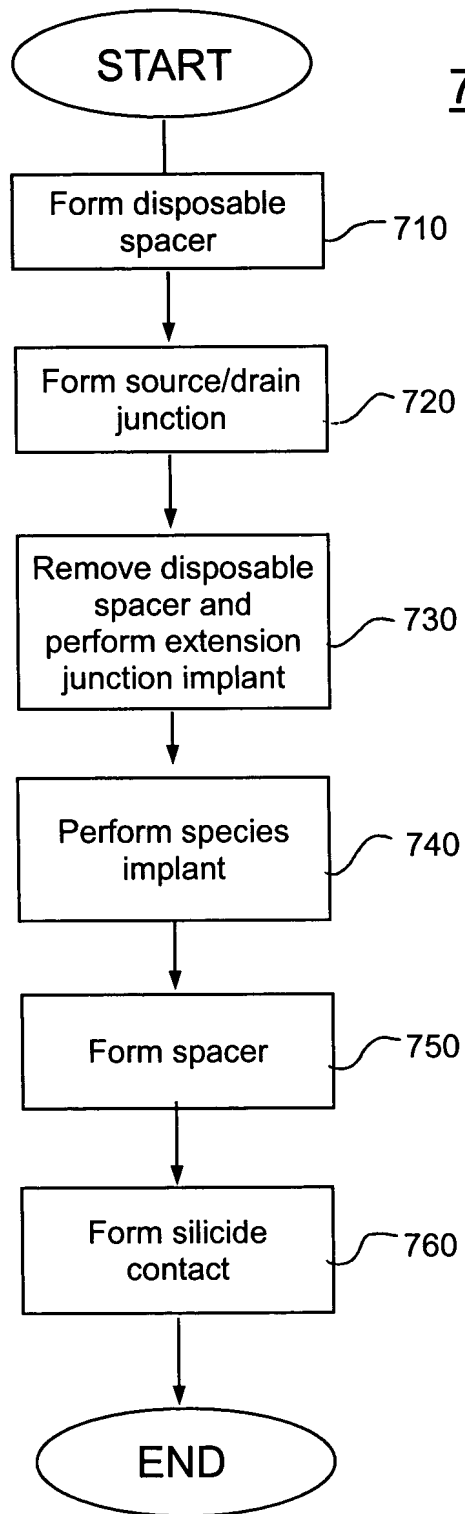 START
7
Form disposable
spacer
710
Form source/drain
junction
720
Remove disposable
spacer and
perform extension
junction implant
730
Perform species
implant
740
Form spacer
750
Form silicide
contact
760
END